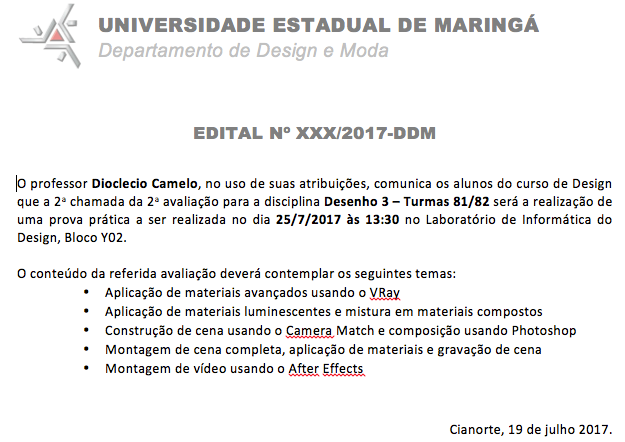 UNIVERSIDADE ESTADUAL DE MARINGÁ
Departamento de Design e Moda
EDITAL Nº XXX/2017-DDM
O professor Dioclecio Camelo, no uso de suas atribuições, comunica os alunos do curso de Design
que a 2ª chamada da 2ª avaliação para a disciplina Desenho 3 – Turmas 81/82 será a realização de
uma prova prática a ser realizada no dia 25/7/2017 às 13:30 no Laboratório de Informática do
Design, Bloco Y02.
O conteúdo da referida avaliação deverá contemplar os seguintes temas:
• Aplicação de materiais avançados usando o VRay
• Aplicação de materiais luminescentes e mistura em materiais compostos
• Construção de cena usando o Camera Match e composição usando Photoshop
• Montagem de cena completa, aplicação de materiais e gravação de cena
• Montagem de vídeo usando o After Effects
Cianorte, 19 de julho 2017.